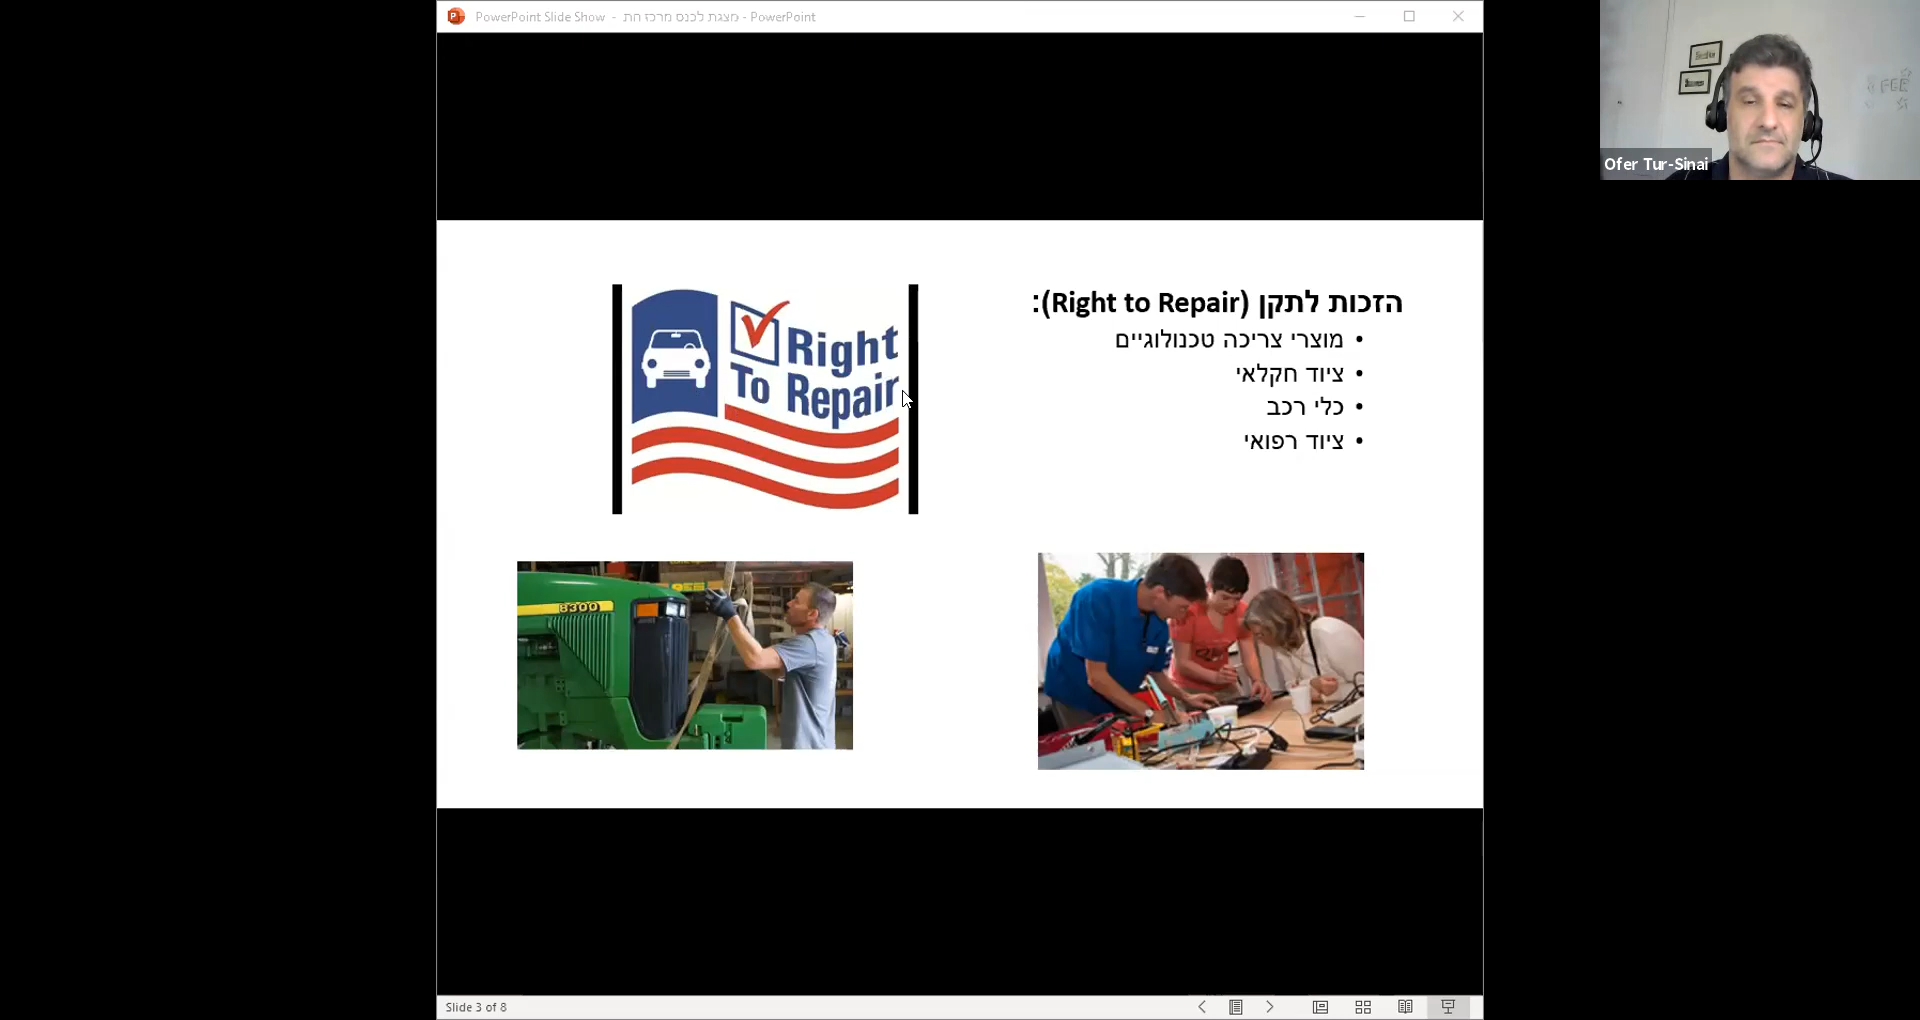 PowerPoint Slide Show - מצגת לכנס מרכז חת - PowerPoint
Ofer Tur-Sinai
הזכות לתקן (Right to Repair):
• מוצרי צריכה טכנולוגיים
• ציוד חקלאי
• כלי רכב
• ציוד רפואי
Right
To Repair
8300
Slide 3 of 8